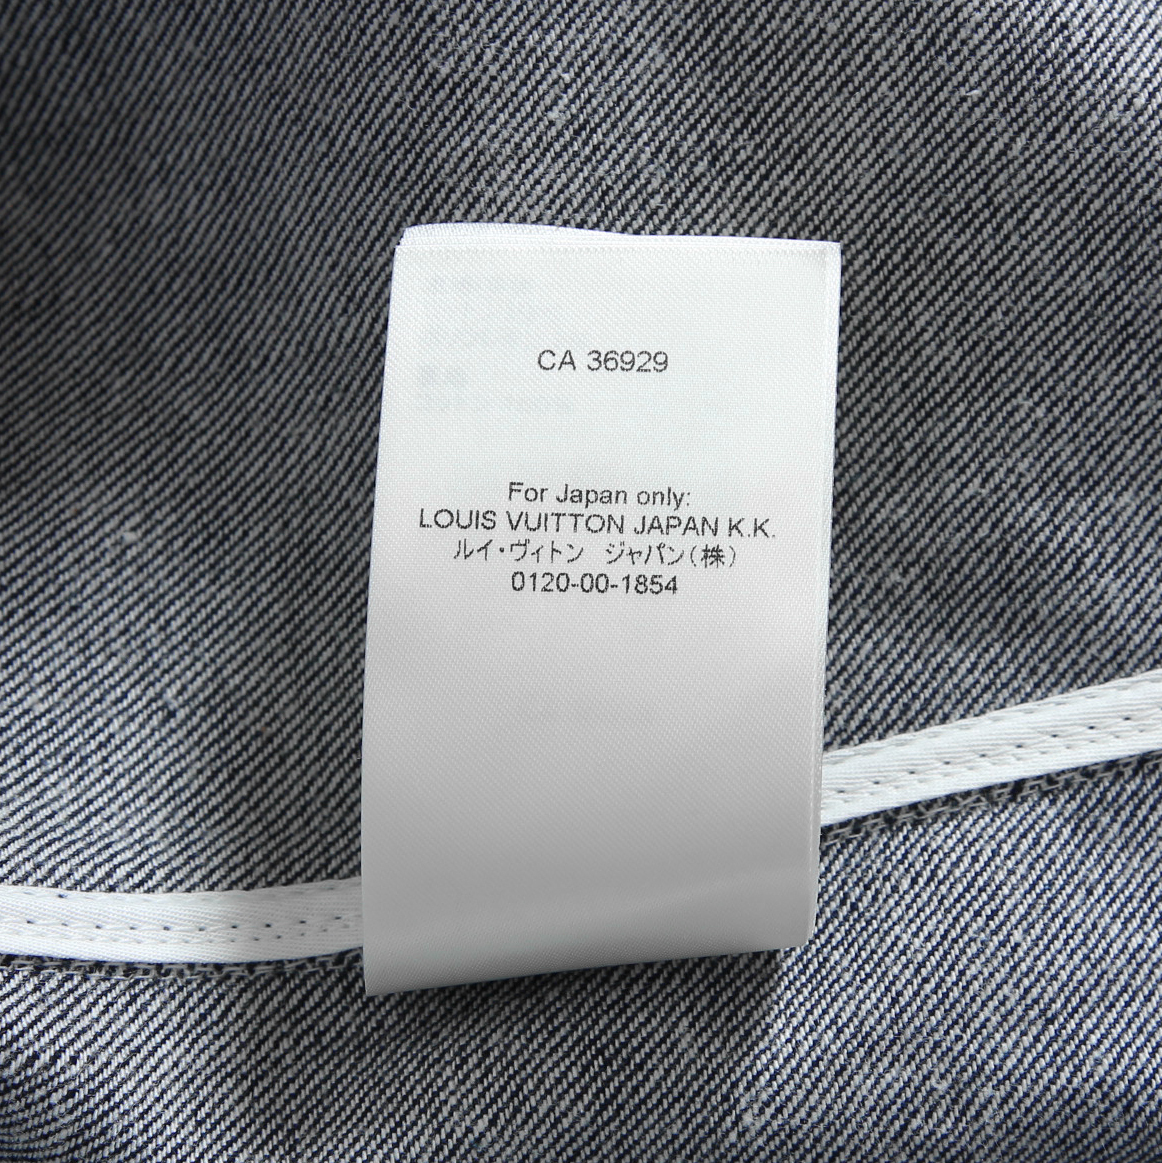 CA 36929
For Japan only:
LOUIS VUITTON JAPAN K.K.
ルイ・ヴィトン　ジャパン(株)
0120-00-1854